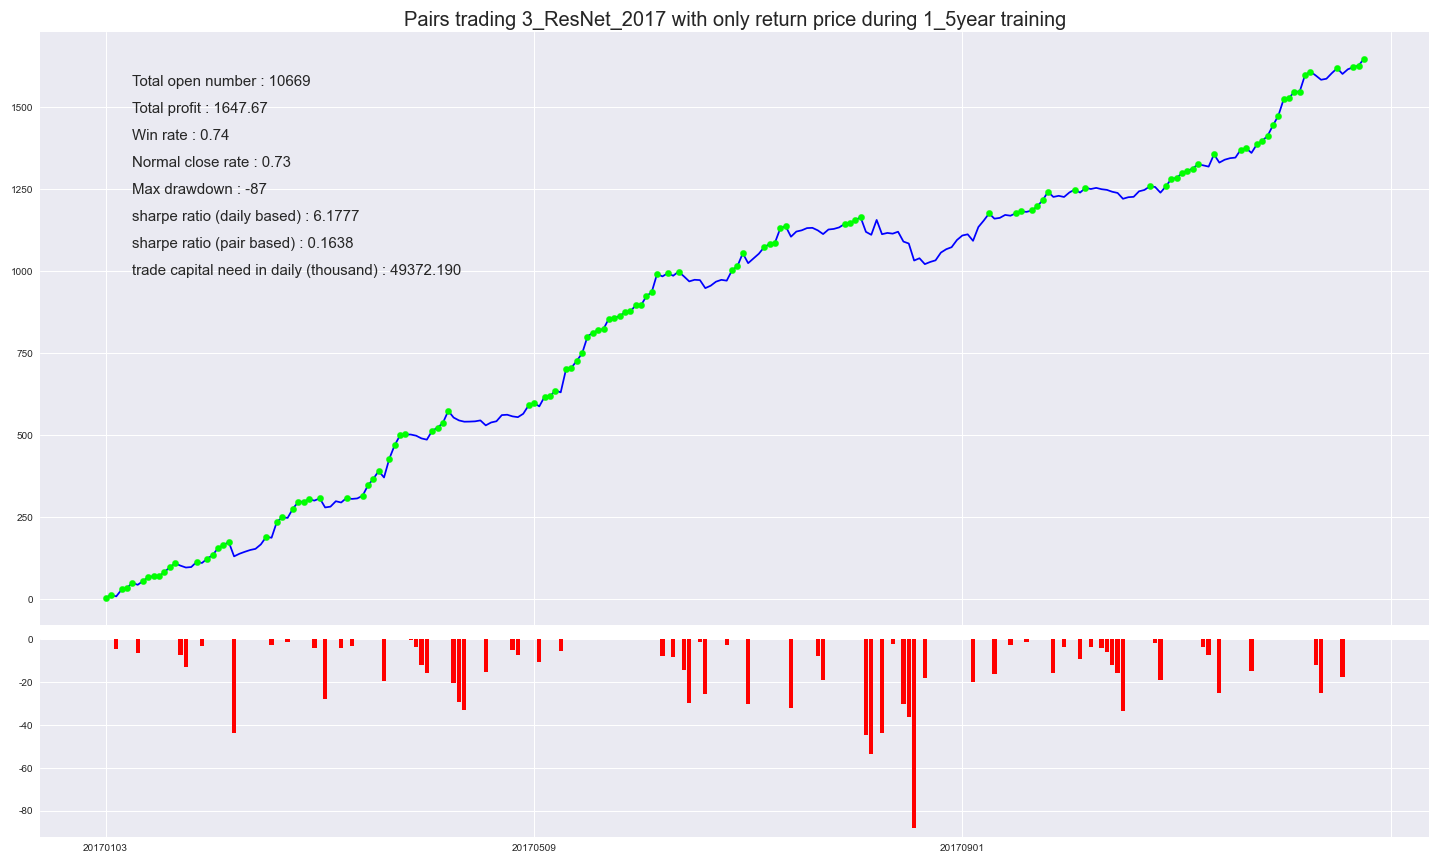 Pairs trading 3_ResNet_2017 with only return price during 1_5year training
Total open number : 10669
Total profit : 1647.67
Win rate : 0.74
Normal close rate : 0.73
Max drawdown : -87
sharpe ratio (daily based) : 6.1777
sharpe ratio (pair based) : 0.1638
trade capital need in daily (thousand) : 49372.190
1500
1250
1000
750
500
250
0
0
-20
-40
-60
-80
20170103 20170509 20170901